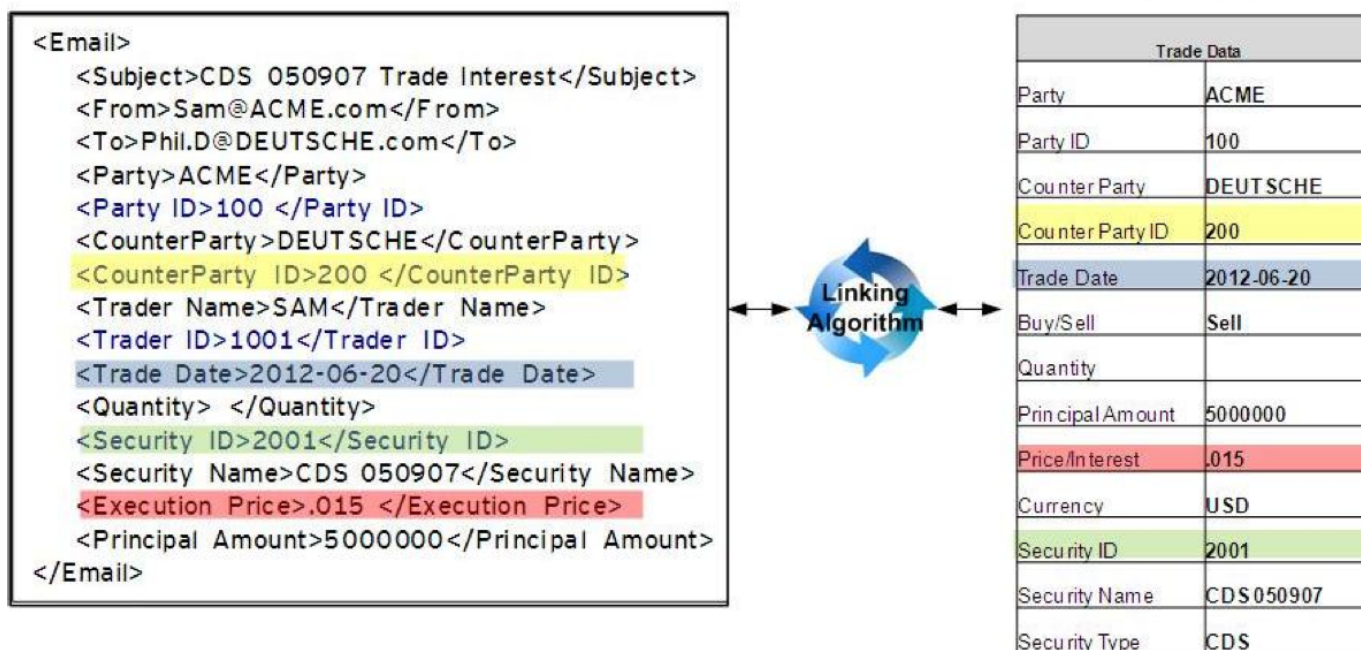 <Email>
<Subject>CDS 050907 Trade Interest</Subject>
<From>Sam@ACME.com</From>
<To>Phil.D@DEUTSCHE.com</To>
<Party>ACME</Party>
<Party ID>100 </Party ID>
<CounterParty>DEUTSCHE</CounterParty>
<CounterParty ID>200 </CounterParty ID>
<Trader Name>SAM</Trader Name>
<Trader ID>1001</Trader ID>
<Trade Date>2012-06-20</Trade Date>
<Quantity> </Quantity>
<Security ID>2001</Security ID>
<Security Name>CDS 050907</Security Name>
<Execution Price>.015 </Execution Price>
<Principal Amount>5000000</Principal Amount>
</Email>
Linking
Algorithm
Trade Data
Party ACME
Party ID 100
Counter Party DEUTSCHE
Counter Party ID 200
Trade Date 2012-06-20
Buy/Sell Sell
Quantity
Principal Amount 5000000
Price/Interest .015
Currency USD
Security ID 2001
Security Name CDS050907
Security Type CDS